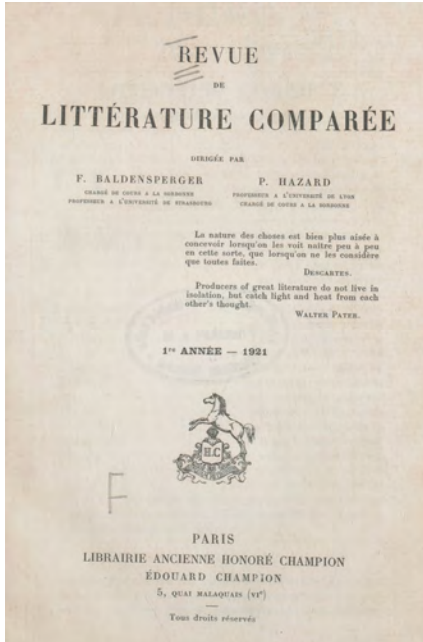 REVUE
DE
LITTÉRATURE COMPARÉE
DIRIGÉE PAR
F. BALDENSPERGER P. HAZARD
CHARGÉ DE COURS A LA SORBONNE PROFESSEUR A L'UNIVERSITÉ DE LYON
PROFESSEUR A L'UNIVERSITÉ DE STRASBOURG CHARGÉ DE COURS A LA SORBONNE
La nature des choses est bien plus aisée à
concevoir lorsqu'on les voit naître peu à peu
en cette sorte, que lorsqu'on ne les considère
que toutes faites.
DESCARTES.
Producers of great literature do not live in
isolation, but catch light and heat from each
other's thought.
WALTER PATER.
1re ANNÉE — 1921
H.C
F
PARIS
LIBRAIRIE ANCIENNE HONORÉ CHAMPION
ÉDOUARD CHAMPION
5, QUAI MALAQUAIS (VIe)
Tous droits réservés